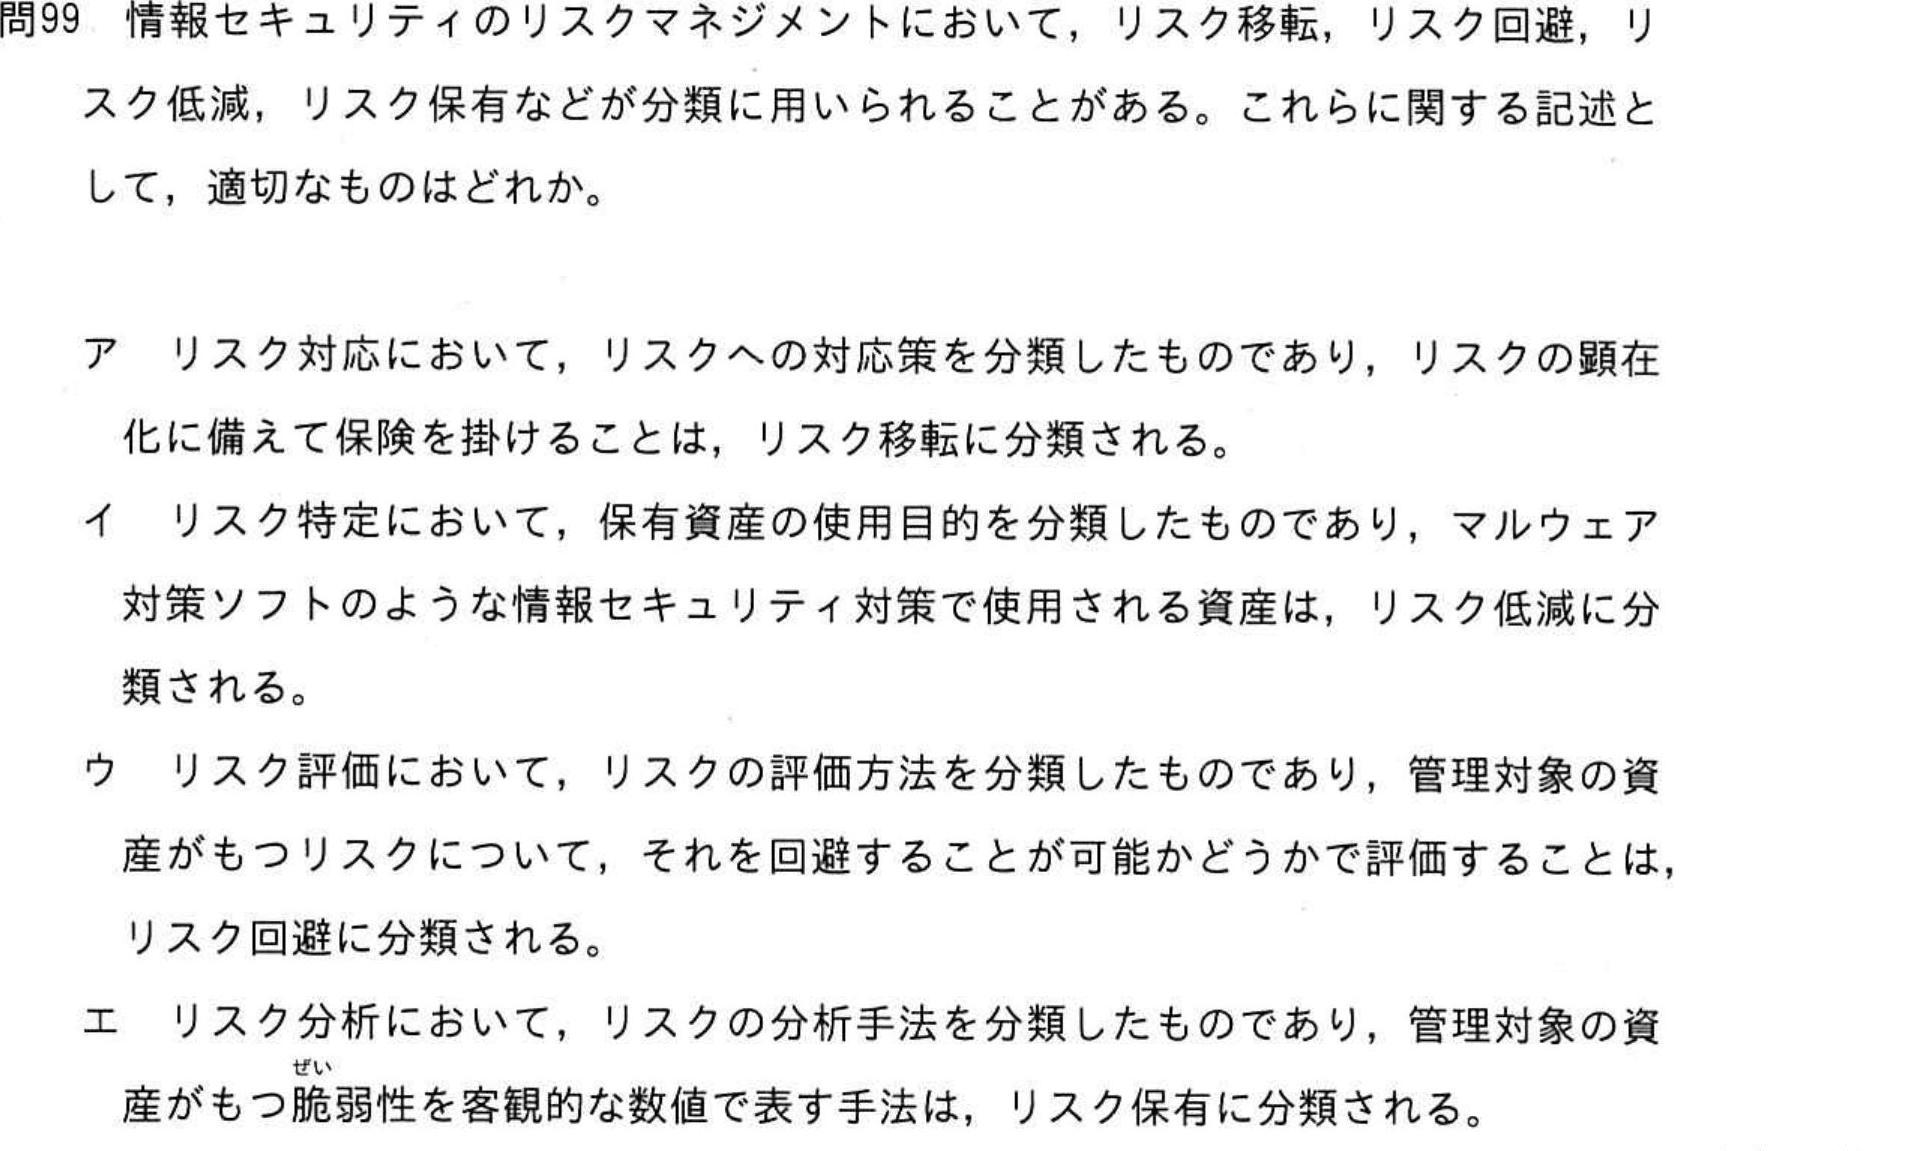 問99 情報セキュリティのリスクマネジメントにおいて，リスク移転，リスク回避，リ
スク低減，リスク保有などが分類に用いられることがある。これらに関する記述と
して，適切なものはどれか。
ア リスク対応において，リスクへの対応策を分類したものであり，リスクの顕在
化に備えて保険を掛けることは，リスク移転に分類される。
イ リスク特定において，保有資産の使用目的を分類したものであり，マルウェア
対策ソフトのような情報セキュリティ対策で使用される資産は，リスク低減に分
類される。
ウ リスク評価において，リスクの評価方法を分類したものであり，管理対象の資
産がもつリスクについて，それを回避することが可能かどうかで評価することは，
リスク回避に分類される。
エ リスク分析において，リスクの分析手法を分類したものであり，管理対象の資
ぜい
産がもつ脆弱性を客観的な数値で表す手法は，リスク保有に分類される。